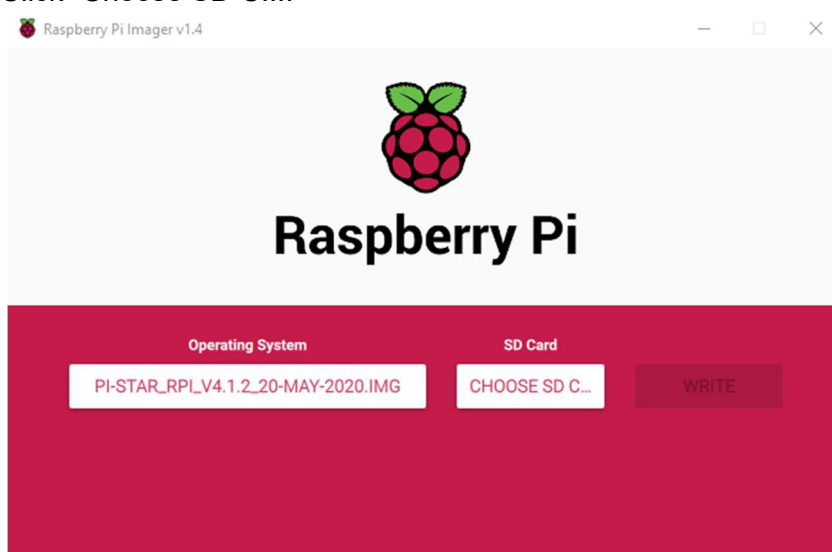 Raspberry Pi Imager v1.4
Raspberry Pi
Operating System
SD Card
PI-STAR_RPI_V4.1.2_20-MAY-2020.IMG
CHOOSE SD C...
WRITE